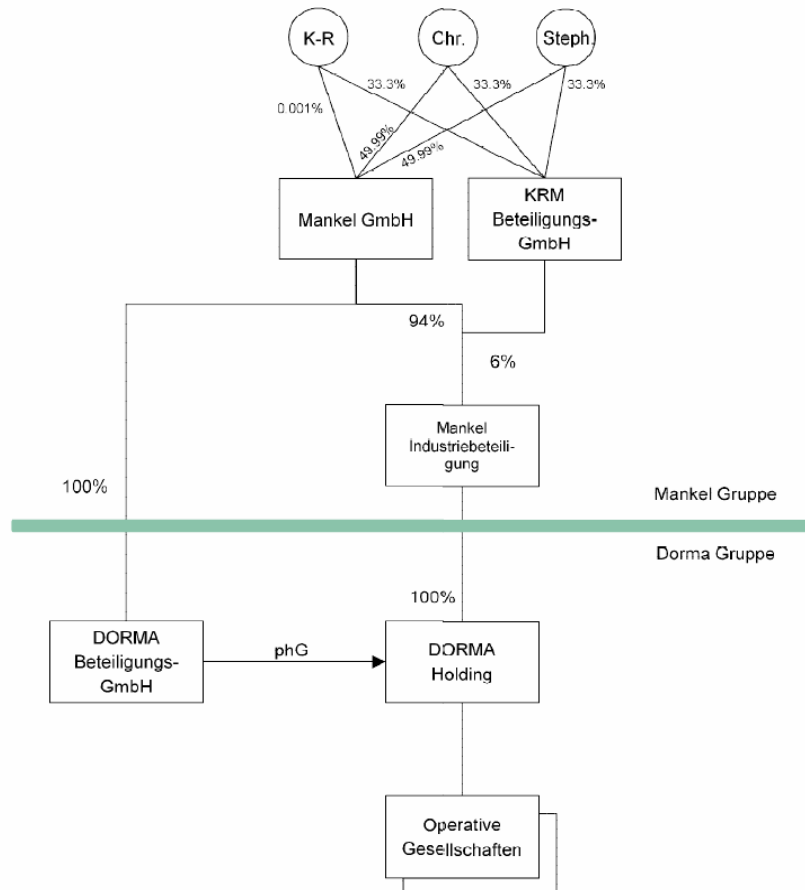 K-R
Chr.
Steph.
33.3%
33.3%
33.3%
0.001%
49.99%
49.99%
Mankel GmbH
KRM
Beteiligungs-
GmbH
94%
6%
Mankel
Industriebeteili-
gung
100%
Mankel Gruppe
Dorma Gruppe
100%
DORMA
Beteiligungs-
GmbH
phG
DORMA
Holding
Operative
Gesellschaften